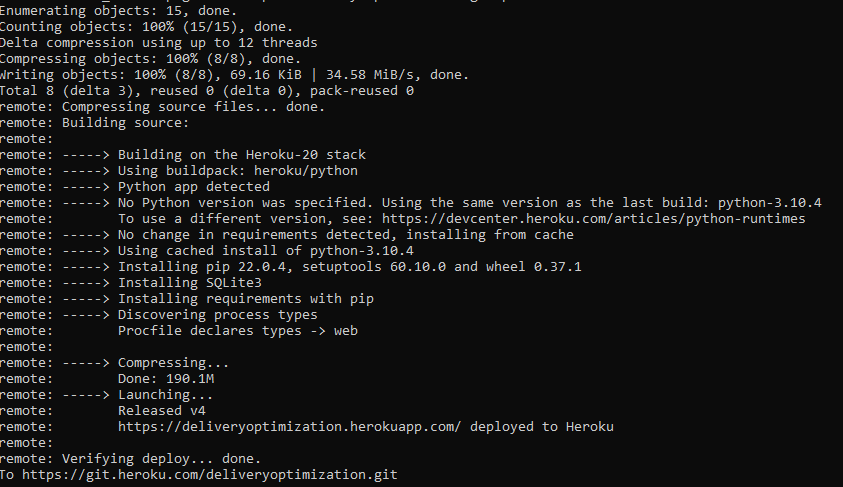 Enumerating objects: 15, done.
Counting objects: 100% (15/15), done.
Delta compression using up to 12 threads
Compressing objects: 100% (8/8), done.
Writing objects: 100% (8/8), 69.16 KiB | 34.58 MiB/s, done.
Total 8 (delta 3), reused 0 (delta 0), pack-reused 0
remote: Compressing source files... done.
remote: Building source:
remote:
remote: -----> Building on the Heroku-20 stack
remote: -----> Using buildpack: heroku/python
remote: -----> Python app detected
remote: -----> No Python version was specified. Using the same version as the last build: python-3.10.4
remote:        To use a different version, see: https://devcenter.heroku.com/articles/python-runtimes
remote: -----> No change in requirements detected, installing from cache
remote: -----> Using cached install of python-3.10.4
remote: -----> Installing pip 22.0.4, setuptools 60.10.0 and wheel 0.37.1
remote: -----> Installing SQLite3
remote: -----> Installing requirements with pip
remote: -----> Discovering process types
remote:        Procfile declares types -> web
remote:
remote: -----> Compressing...
remote:        Done: 190.1M
remote: -----> Launching...
remote:        Released v4
remote:        https://deliveryoptimization.herokuapp.com/ deployed to Heroku
remote:
remote: Verifying deploy... done.
To https://git.heroku.com/deliveryoptimization.git